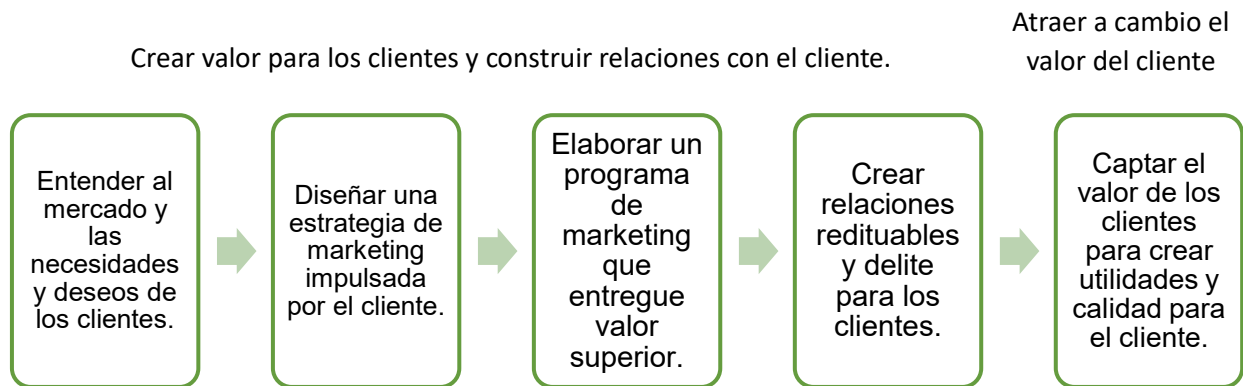 Crear valor para los clientes y construir relaciones con el cliente.
Atraer a cambio el
valor del cliente
Entender al
mercado y
las
necesidades
y deseos de
los clientes.
Diseñar una
estrategia de
marketing
impulsada
por el cliente.
Elaborar un
programa
de
marketing
que
entregue
valor
superior.
Crear
relaciones
redituables
y delite
para los
clientes.
Captar el
valor de los
clientes
para crear
utilidades y
calidad para
el cliente.